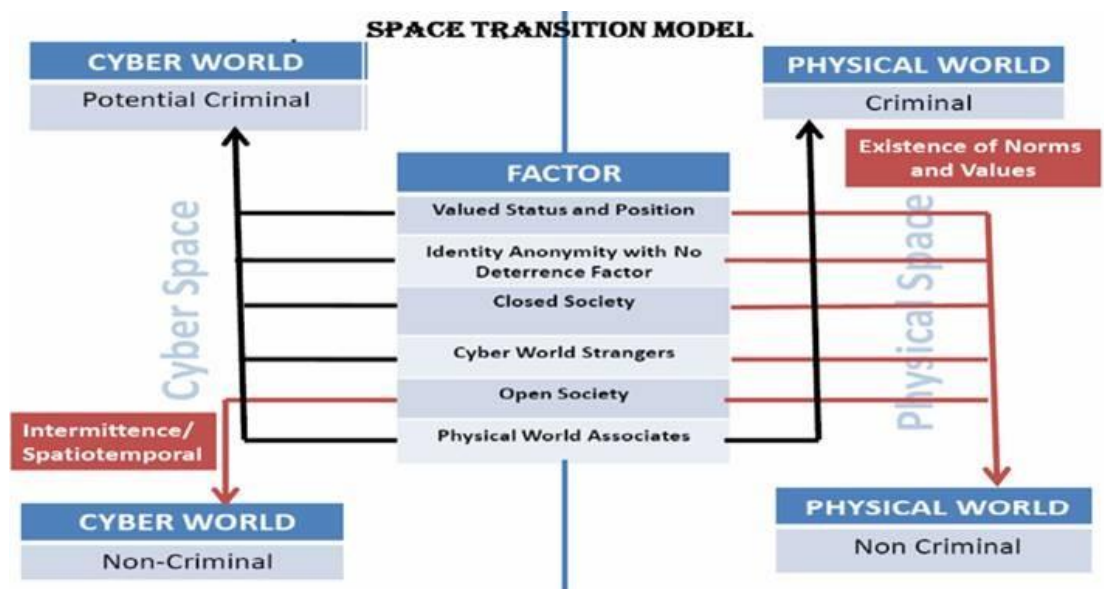 SPACE TRANSITION MODEL
CYBER WORLD
Potential Criminal
PHYSICAL WORLD
Criminal
Existence of Norms
and Values
FACTOR
Valued Status and Position
Identity Anonymity with No
Deterrence Factor
Closed Society
Cyber World Strangers
Open Society
Physical World Associates
Cyber Space
Physical Space
Intermittence/
Spatiotemporal
CYBER WORLD
Non-Criminal
PHYSICAL WORLD
Non Criminal